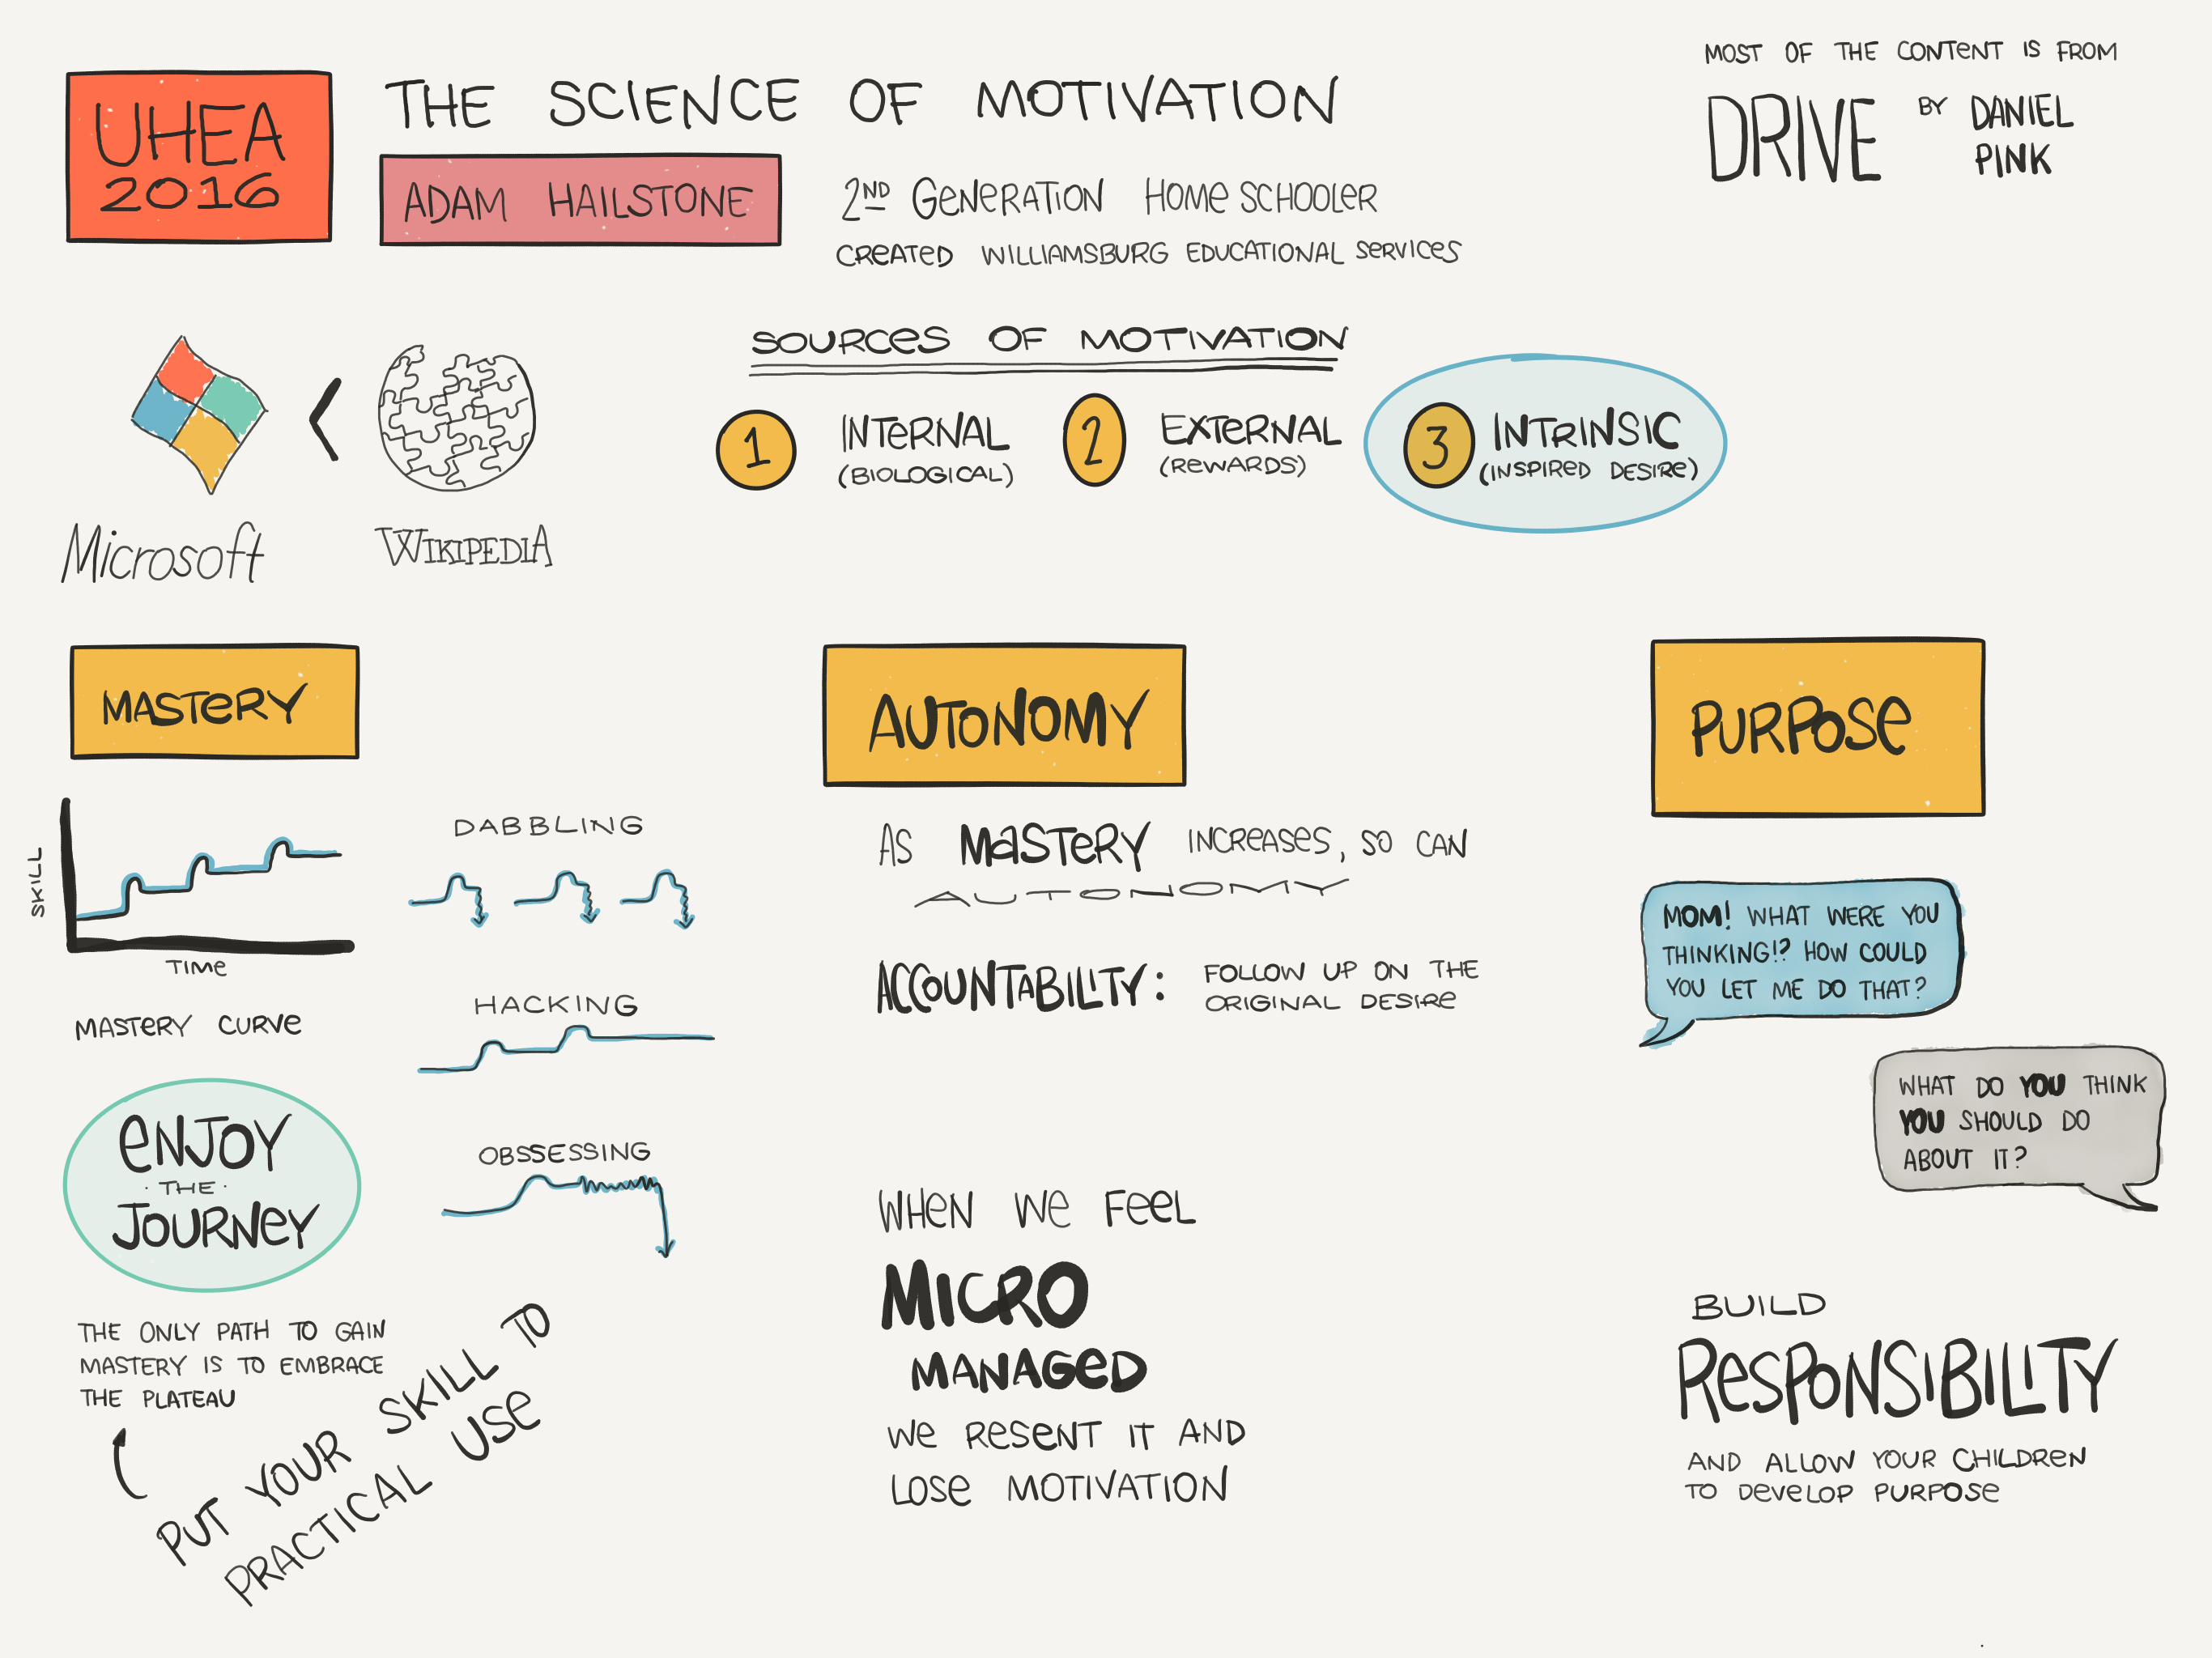 UHEA
2016
THE SCIENCE OF MOTIVATION
ADAM HAILSTONE
2ND GENERATION HOME SCHOOLER
CREATED WILLIAMSBURG EDUCATIONAL SERVICES
MOST OF THE CONTENT IS FROM
DRIVE BY DANIEL
PINK
Microsoft
<
WIKIPEDIA
SOURCES OF MOTIVATION
1 INTERNAL
(BIOLOGICAL)
2 EXTERNAL
(REWARDS)
3 INTRINSIC
(INSPIRED DESIRE)
MASTERY
SKILL
TIME
MASTERY CURVE
DABBLING
HACKING
OBSSESSING
ENJOY
· THE ·
JOURNEY
THE ONLY PATH TO GAIN
MASTERY IS TO EMBRACE
THE PLATEAU
PUT YOUR SKILL TO
PRACTICAL USE
AUTONOMY
AS MASTERY INCREASES, SO CAN
AUTONOMY
ACCOUNTABILITY: FOLLOW UP ON THE
ORIGINAL DESIRE
WHEN WE FEEL
MICRO
MANAGED
WE RESENT IT AND
LOSE MOTIVATION
PURPOSE
MOM! WHAT WERE YOU
THINKING!? HOW COULD
YOU LET ME DO THAT?
WHAT DO YOU THINK
YOU SHOULD DO
ABOUT IT?
BUILD
RESPONSIBILITY
AND ALLOW YOUR CHILDREN
TO DEVELOP PURPOSE